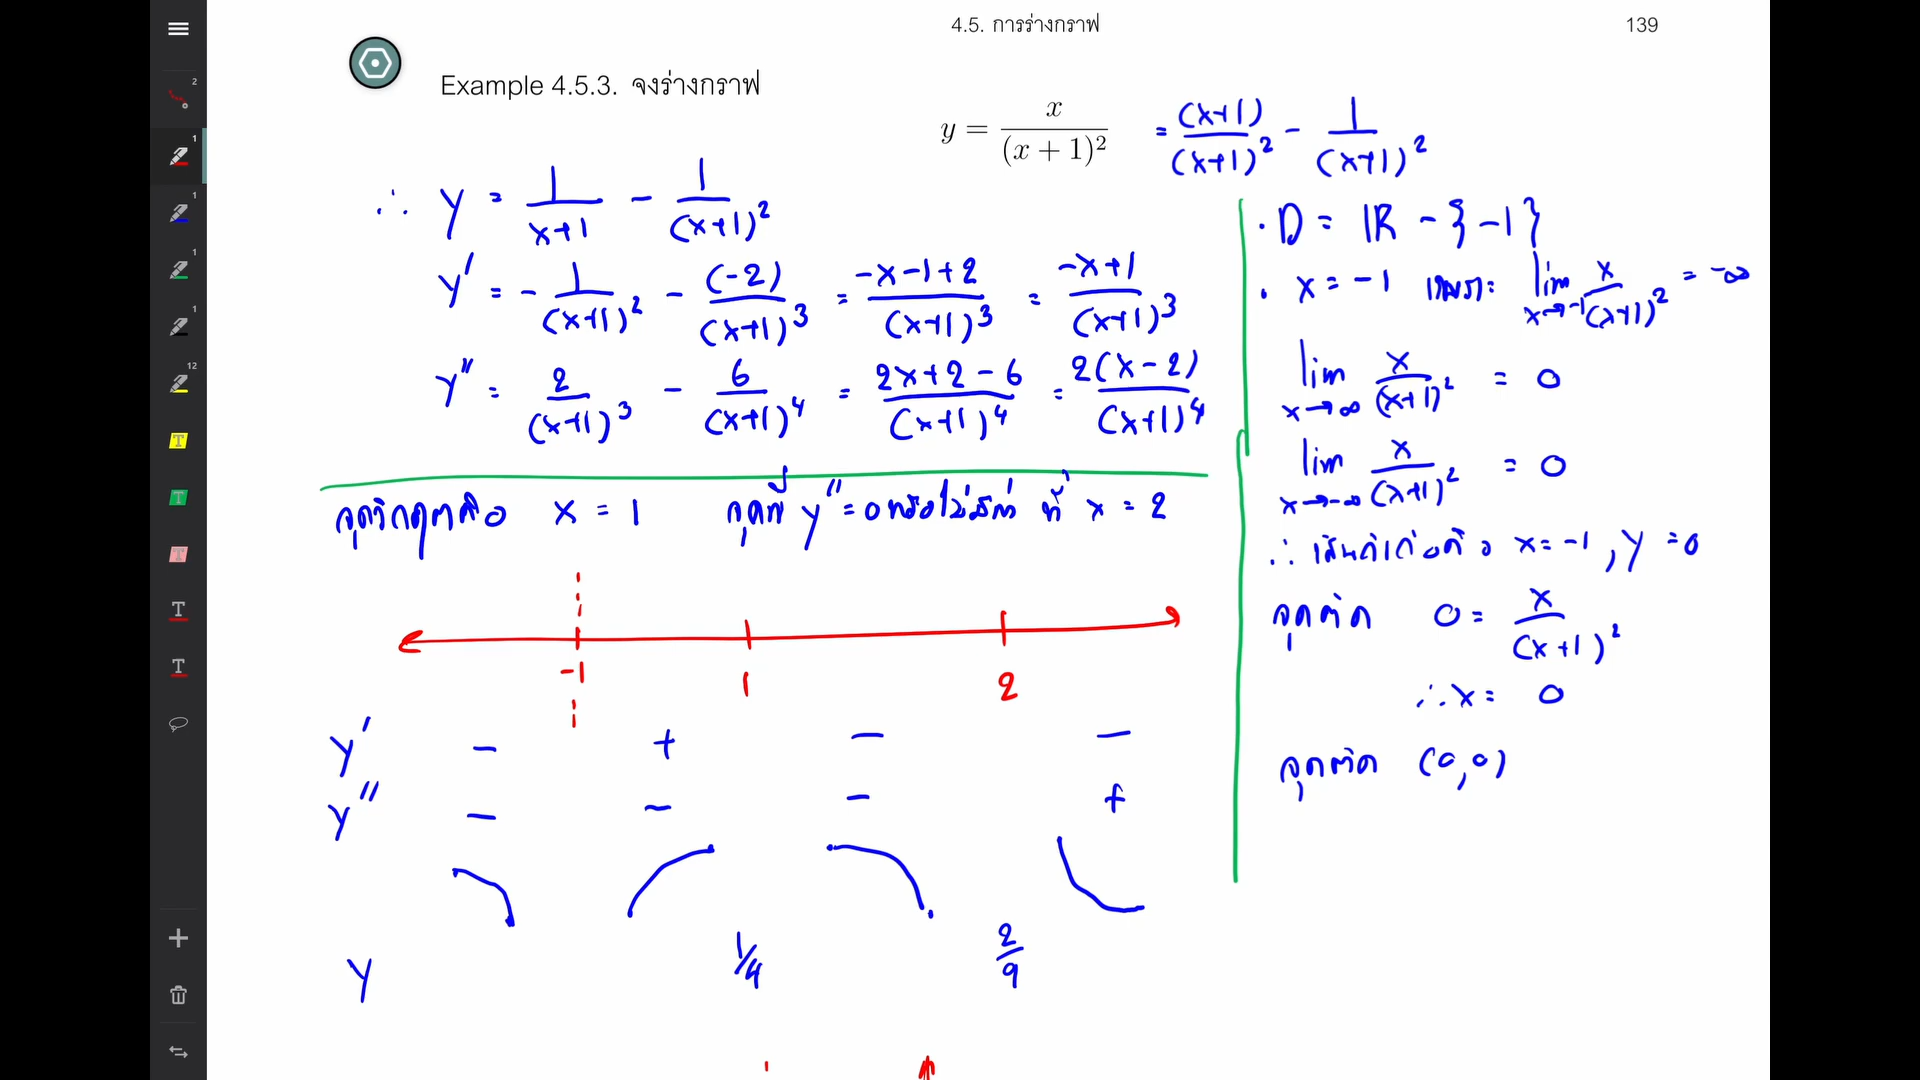 4.5. การร่างกราฟ 139
Example 4.5.3. จงร่างกราฟ
y = x/(x + 1)² = (x+1)/(x+1)² - 1/(x+1)²
∴ y = 1/(x+1) - 1/(x+1)²
y' = - 1/(x+1)² - (-2)/(x+1)³ = (-x-1+2)/(x+1)³ = (-x+1)/(x+1)³
y'' = 2/(x+1)³ - 6/(x+1)⁴ = (2x+2-6)/(x+1)⁴ = 2(x-2)/(x+1)⁴
จุดวิกฤตคือ x = 1 จุดที่ y'' = 0 หรือไม่มีค่า ที่ x = 2
-1 1 2
y' - + - -
y'' - - - +
y 1/4 2/9
· D = ℝ - {-1}
· x = -1 เพราะ lim x→-1 x/(x+1)² = -∞
lim x→∞ x/(x+1)² = 0
lim x→-∞ x/(x+1)² = 0
∴ เส้นกำกับคือ x = -1, y = 0
จุดตัด 0 = x/(x+1)²
∴ x = 0
จุดตัด (0,0)
2
1
1
1
1
12
T
T
T
T
T